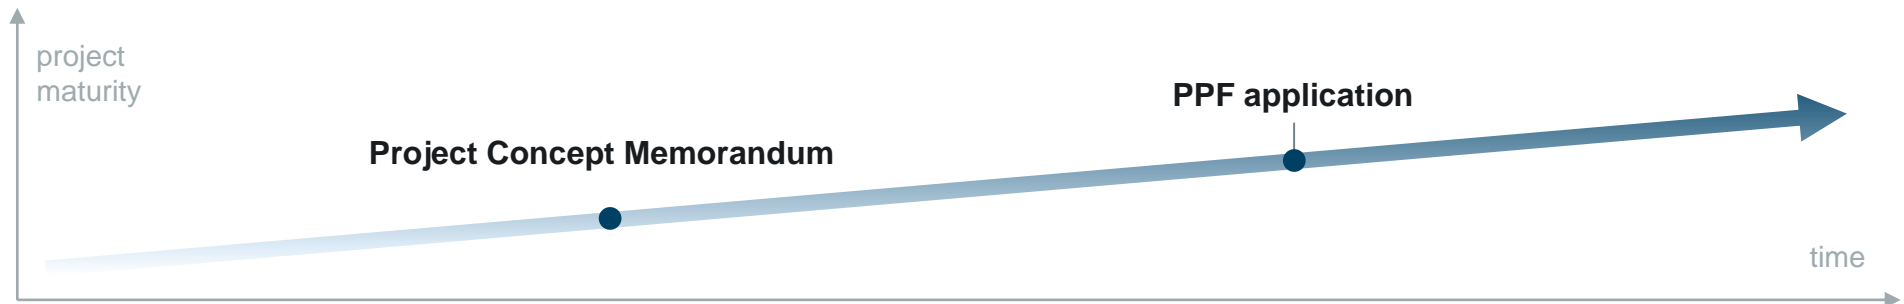 project
maturity
PPF application
Project Concept Memorandum
time